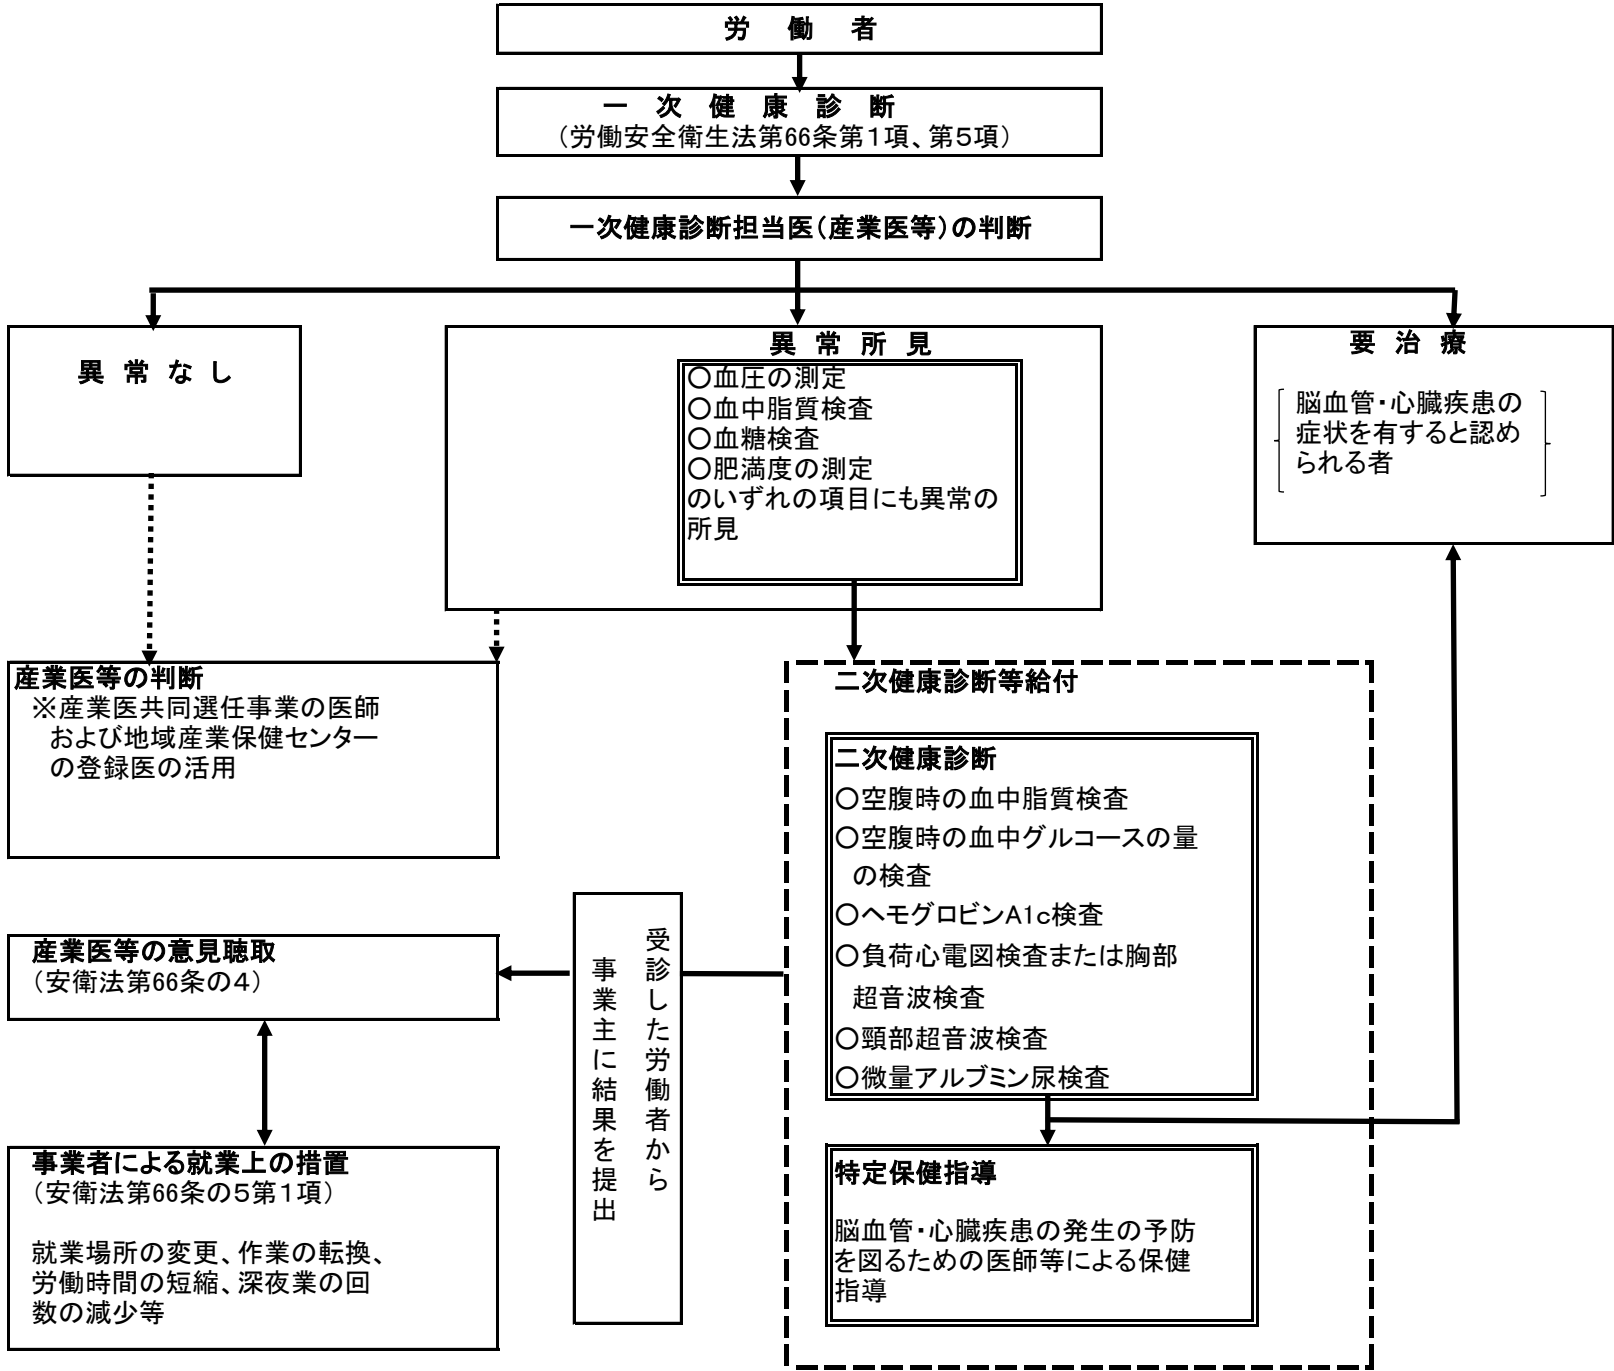 労　働　者
一　次　健　康　診　断
（労働安全衛生法第66条第１項、第５項）
一次健康診断担当医（産業医等）の判断
異 常 な し
異 常 所 見
○血圧の測定
○血中脂質検査
○血糖検査
○肥満度の測定
のいずれの項目にも異常の
所見
要 治 療
脳血管・心臓疾患の
症状を有すると認め
られる者
産業医等の判断
※産業医共同選任事業の医師
および地域産業保健センター
の登録医の活用
二次健康診断等給付
二次健康診断
○空腹時の血中脂質検査
○空腹時の血中グルコースの量
の検査
○ヘモグロビンA1c検査
○負荷心電図検査または胸部
超音波検査
○頸部超音波検査
○微量アルブミン尿検査
受診した労働者から
事業主に結果を提出
産業医等の意見聴取
（安衛法第66条の４）
事業者による就業上の措置
（安衛法第66条の５第１項）
就業場所の変更、作業の転換、
労働時間の短縮、深夜業の回
数の減少等
特定保健指導
脳血管・心臓疾患の発生の予防
を図るための医師等による保健
指導